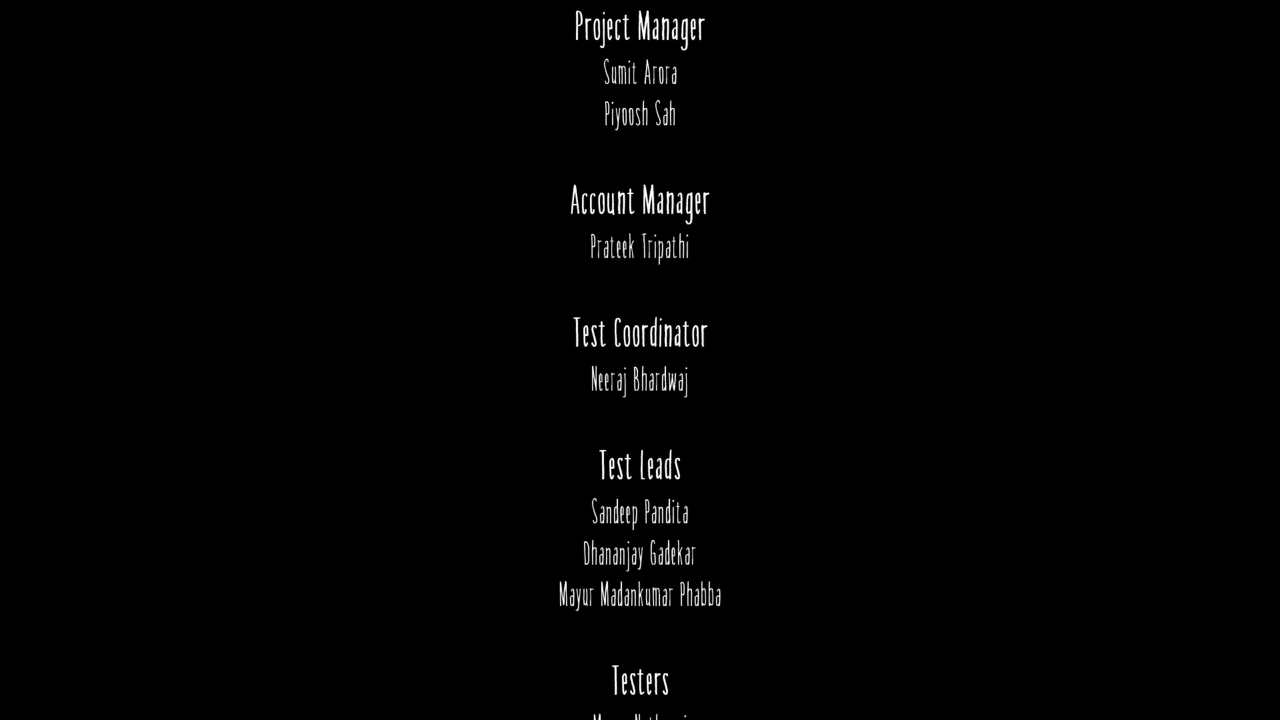 Project Manager
Sumit Arora
Piyoosh Sah
Account Manager
Prateek Tripathi
Test Coordinator
Neeraj Bhardwaj
Test Leads
Sandeep Pandita
Dhananjay Gadekar
Mayur Madankumar Phabba
Testers